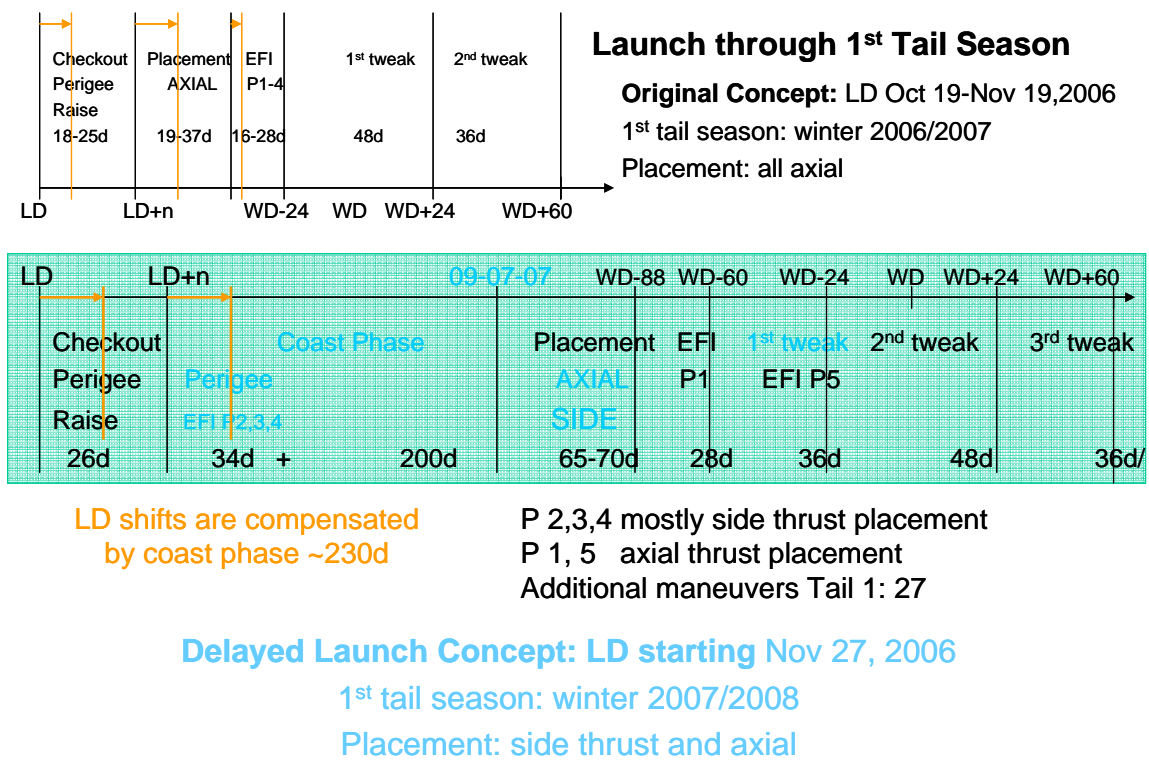 Launch through 1st Tail Season
Checkout Placement EFI 1st tweak 2nd tweak
Perigee AXIAL P1-4
Raise
18-25d 19-37d 16-28d 48d 36d
LD LD+n WD-24 WD WD+24 WD+60
Original Concept: LD Oct 19-Nov 19,2006
1st tail season: winter 2006/2007
Placement: all axial
LD LD+n 09-07-07 WD-88 WD-60 WD-24 WD WD+24 WD+60
Checkout Coast Phase Placement EFI 1st tweak 2nd tweak 3rd tweak
Perigee Perigee AXIAL P1 EFI P5
Raise EFI P2,3,4 SIDE
26d 34d + 200d 65-70d 28d 36d 48d 36d/
LD shifts are compensated
by coast phase ~230d
P 2,3,4 mostly side thrust placement
P 1, 5 axial thrust placement
Additional maneuvers Tail 1: 27
Delayed Launch Concept: LD starting Nov 27, 2006
1st tail season: winter 2007/2008
Placement: side thrust and axial